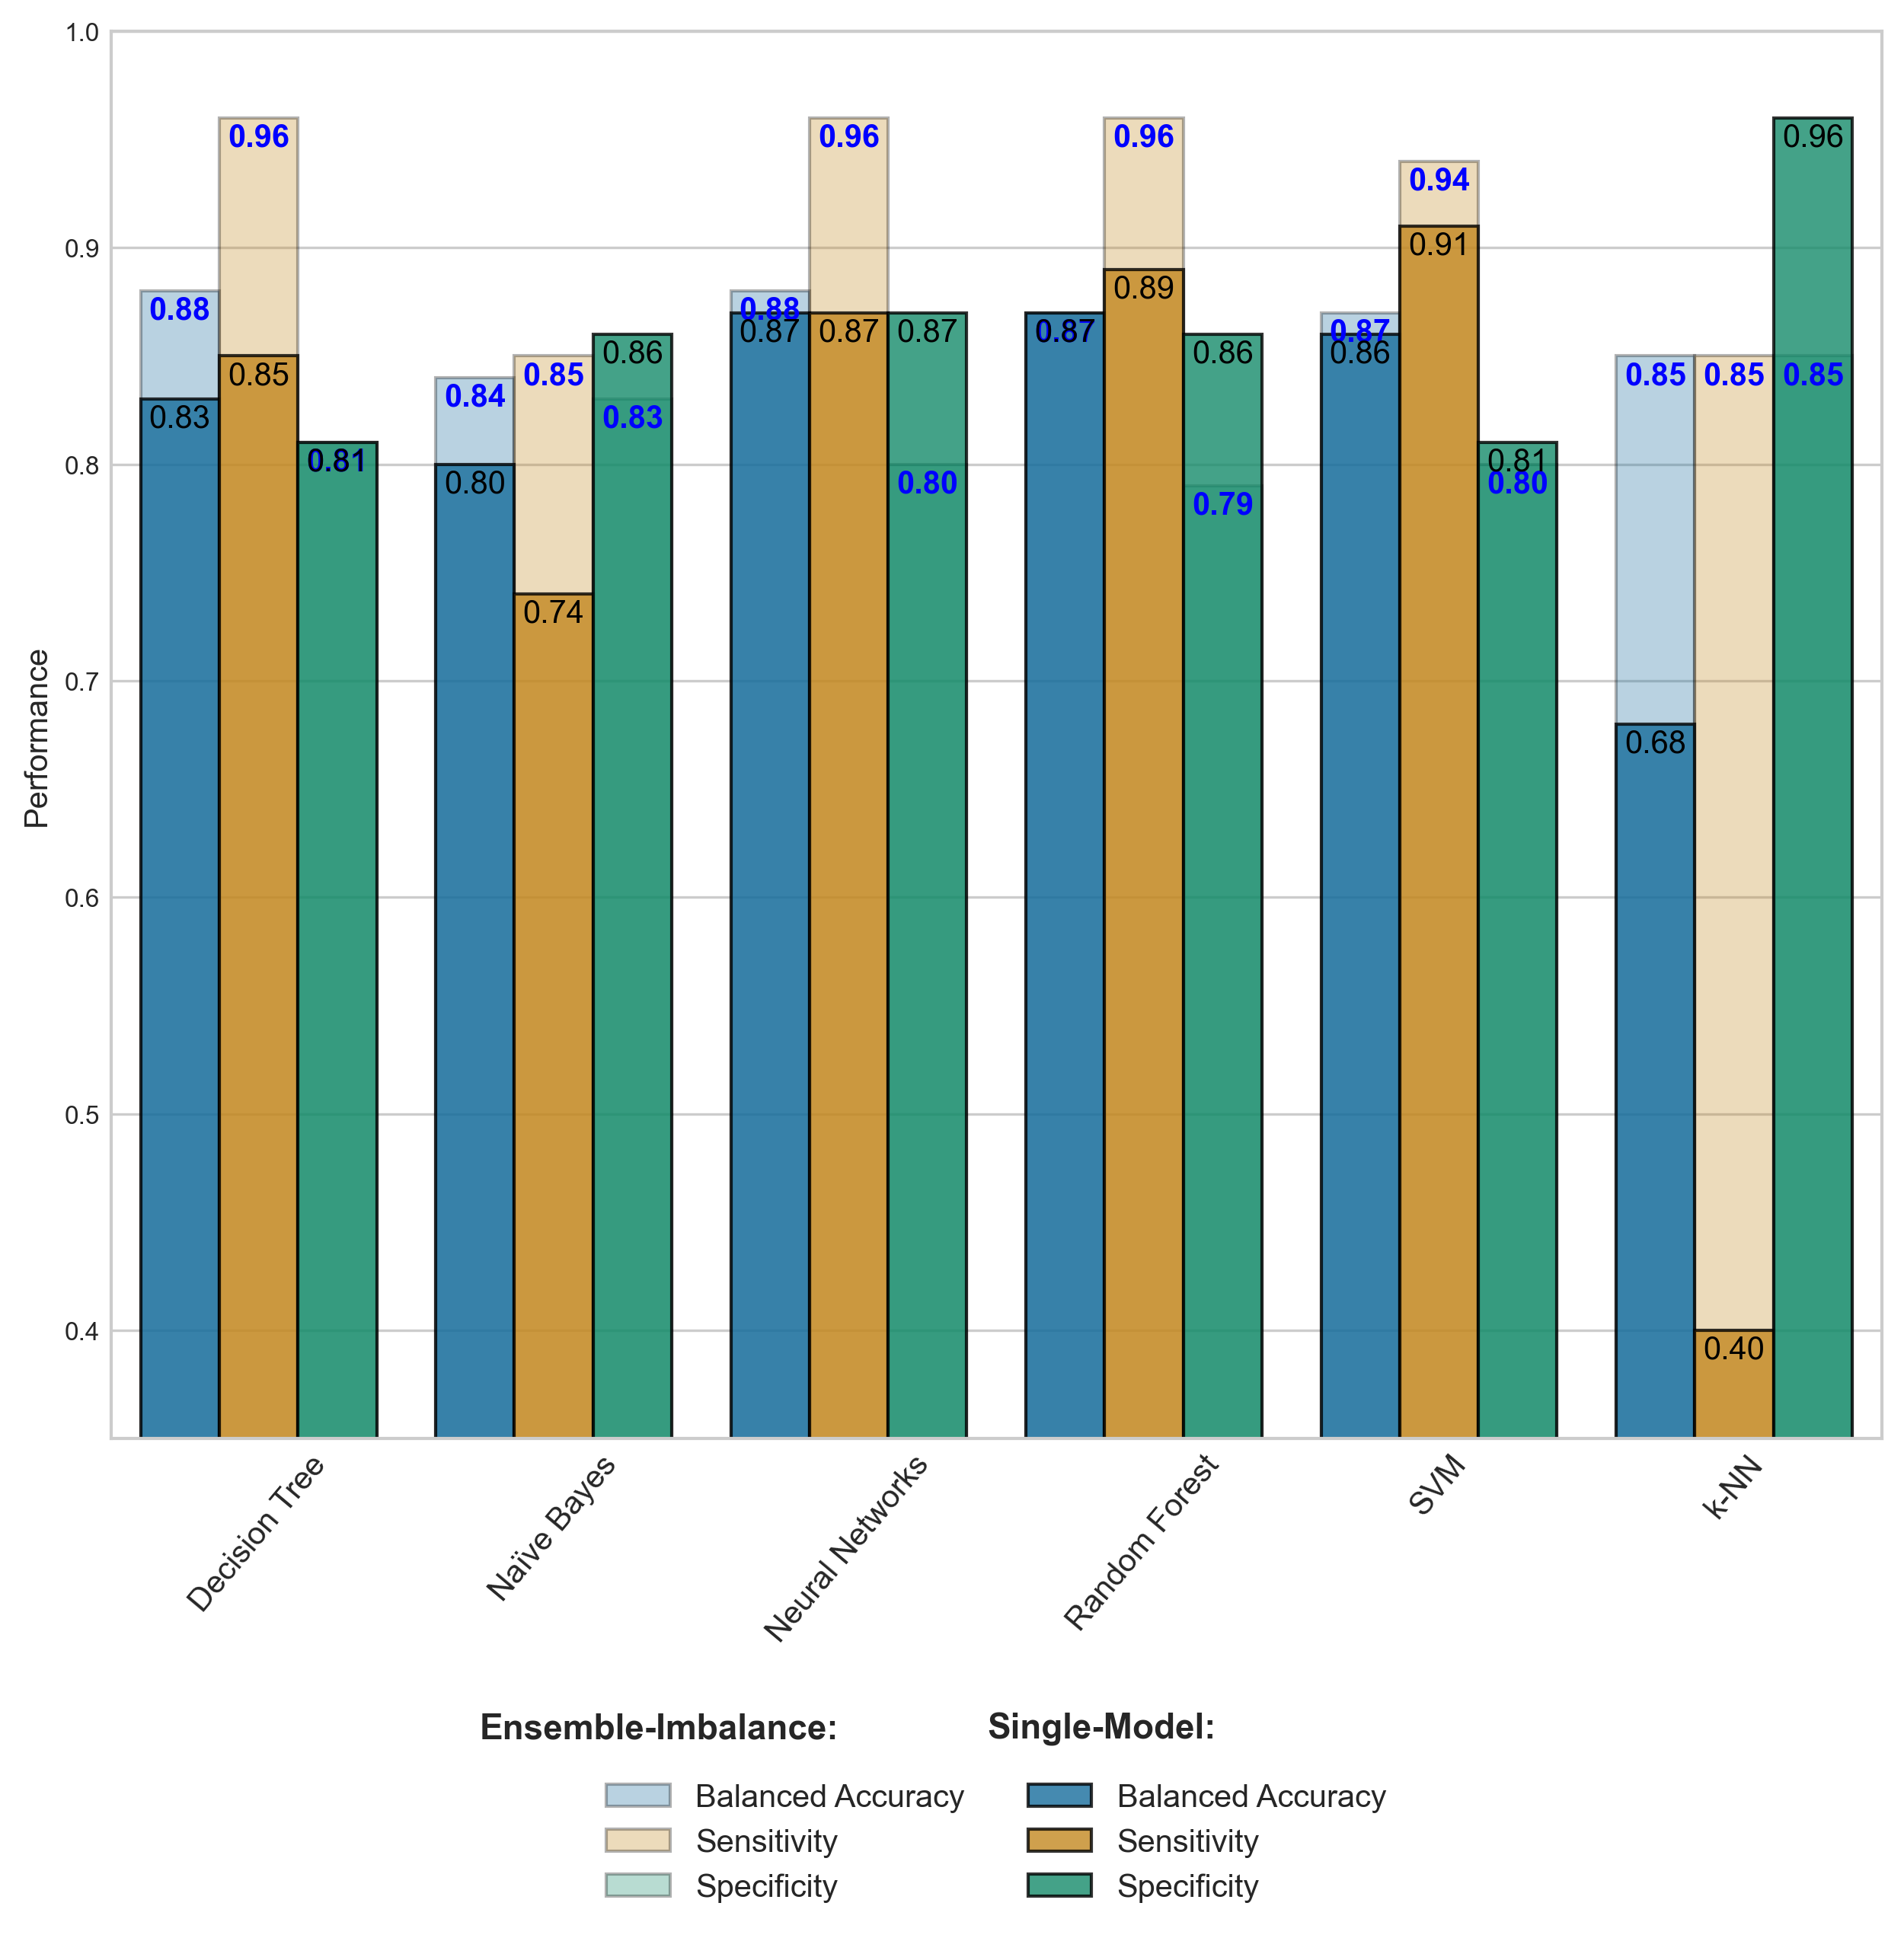 1.0
0.9
0.8
0.7
0.6
0.5
0.4
Performance
0.88
0.83
0.96
0.85
0.81
0.84
0.80
0.85
0.74
0.86
0.83
0.88
0.87
0.96
0.87
0.87
0.80
0.87
0.96
0.89
0.86
0.79
0.87
0.86
0.94
0.91
0.81
0.80
0.85
0.68
0.85
0.40
0.96
0.85
Decision Tree
Naïve Bayes
Neural Networks
Random Forest
SVM
k-NN
Ensemble-Imbalance:
Balanced Accuracy
Sensitivity
Specificity
Single-Model:
Balanced Accuracy
Sensitivity
Specificity